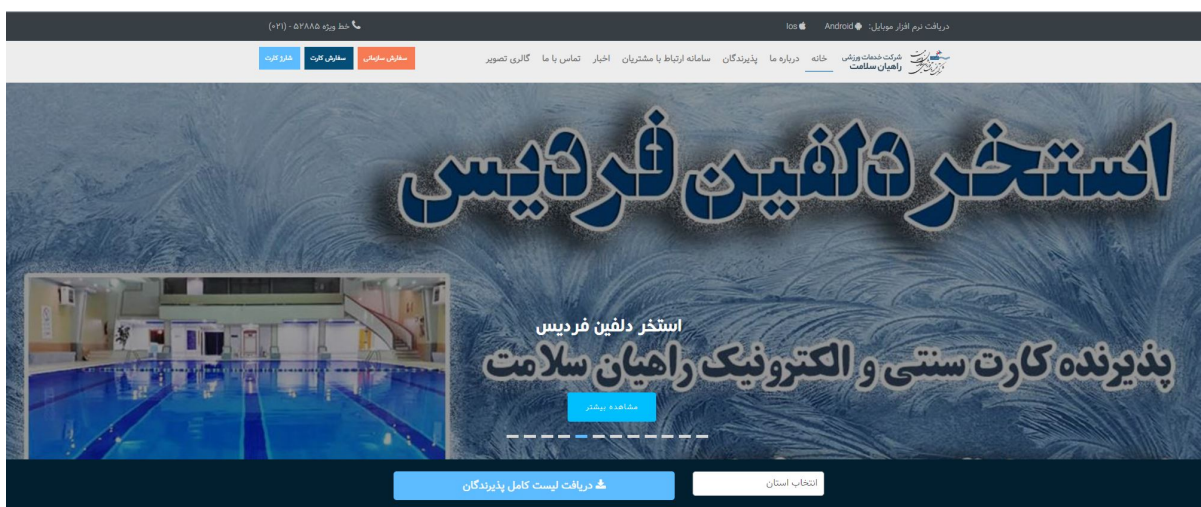 دریافت نرم افزار موبایل: Android Ios
خط ویژه ۵۲۸۸۵ - (۰۲۱)
شرکت خدمات ورزشی
راهیان سلامت
خانه درباره ما پذیرندگان سامانه ارتباط با مشتریان اخبار تماس با ما گالری تصویر
سفارش سازمانی سفارش کارت شارژ کارت
استخر دلفین فردیس
استخر دلفین فردیس
پذیرنده کارت سنتی و الکترونیک راهیان سلامت
مشاهده بیشتر
انتخاب استان
دریافت لیست کامل پذیرندگان